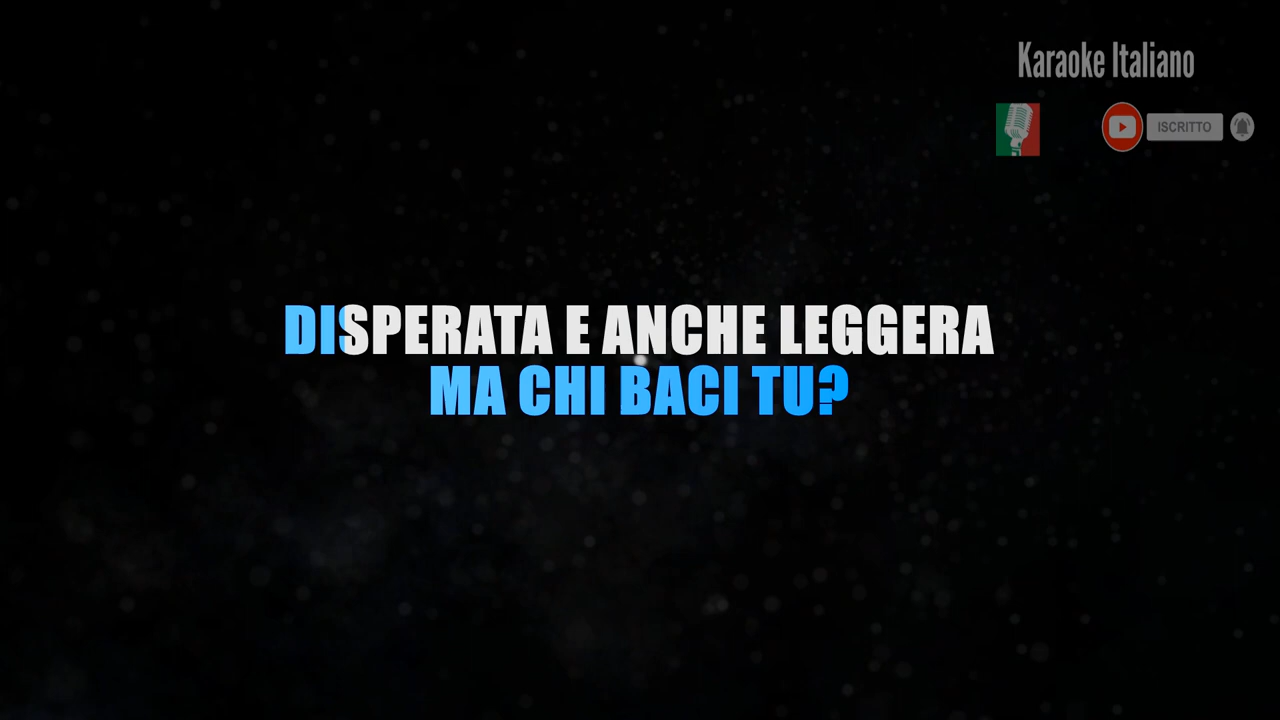 Karaoke Italiano
ISCRITTO
DISPERATA E ANCHE LEGGERA
MA CHI BACI TU?